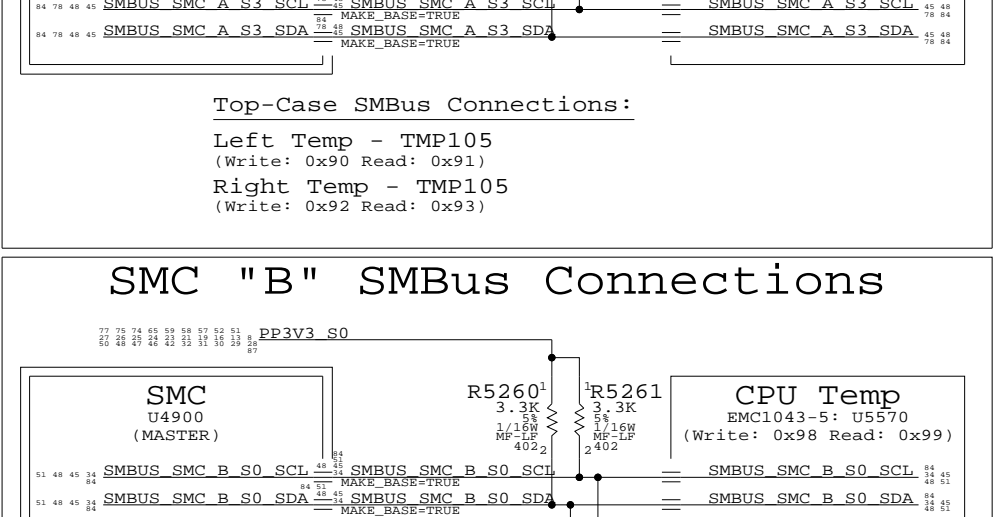 84 78 48 45 SMBUS_SMC_A_S3_SCL 45 SMBUS_SMC_A_S3_SCL SMBUS_SMC_A_S3_SCL 45 48
MAKE_BASE=TRUE 78 84
84
84 78 48 45 SMBUS_SMC_A_S3_SDA 78 48 45 SMBUS_SMC_A_S3_SDA SMBUS_SMC_A_S3_SDA 45 48
MAKE_BASE=TRUE 78 84
Top-Case SMBus Connections:
Left Temp - TMP105
(Write: 0x90 Read: 0x91)
Right Temp - TMP105
(Write: 0x92 Read: 0x93)
SMC "B" SMBus Connections
77 75 74 65 59 58 57 52 51
27 26 25 24 23 21 19 16 13 8 PP3V3_S0
50 48 47 46 42 32 31 30 29 28
87
SMC
U4900
(MASTER)
R5260 1
3.3K
5%
1/16W
MF-LF
402 2
1 R5261
3.3K
5%
1/16W
MF-LF
2 402
CPU Temp
EMC1043-5: U5570
(Write: 0x98 Read: 0x99)
84
51
51 48 45 34 SMBUS_SMC_B_S0_SCL 48 45 34 SMBUS_SMC_B_S0_SCL SMBUS_SMC_B_S0_SCL 84 34 45
84 MAKE_BASE=TRUE 48 51
84 51
51 48 45 34 SMBUS_SMC_B_S0_SDA 48 45 34 SMBUS_SMC_B_S0_SDA SMBUS_SMC_B_S0_SDA 84 34 45
84 MAKE_BASE=TRUE 48 51